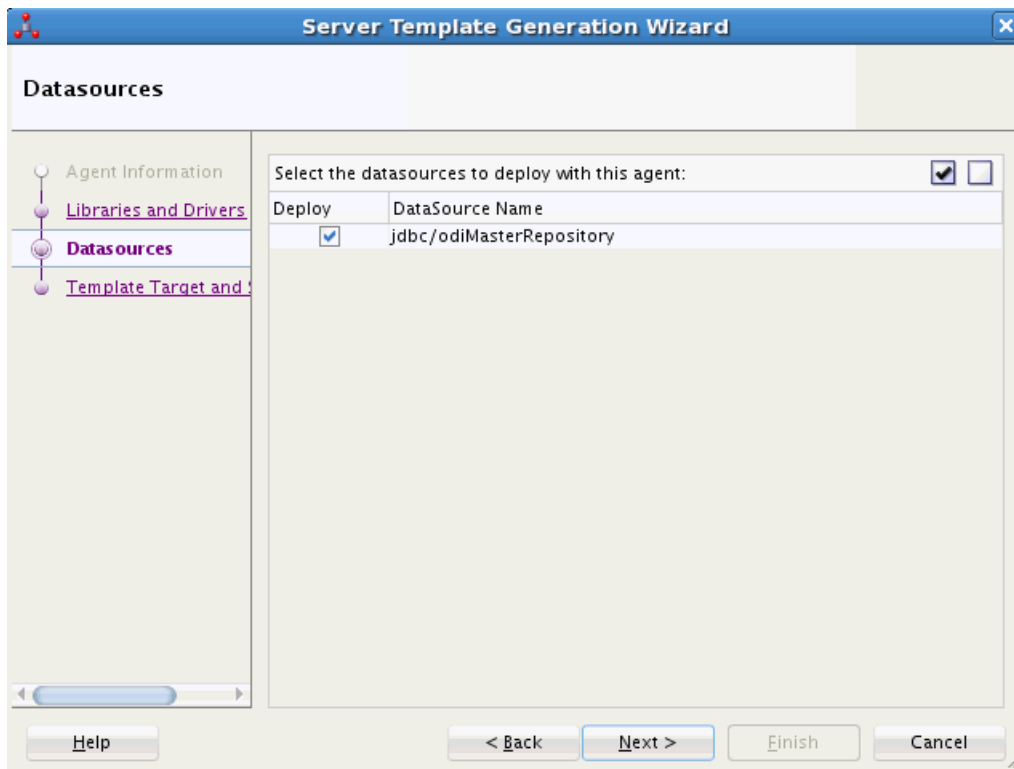 Server Template Generation Wizard
Datasources
Agent Information
Libraries and Drivers
Datasources
Template Target and
Select the datasources to deploy with this agent:
Deploy DataSource Name
jdbc/odiMasterRepository
Help < Back Next > Finish Cancel